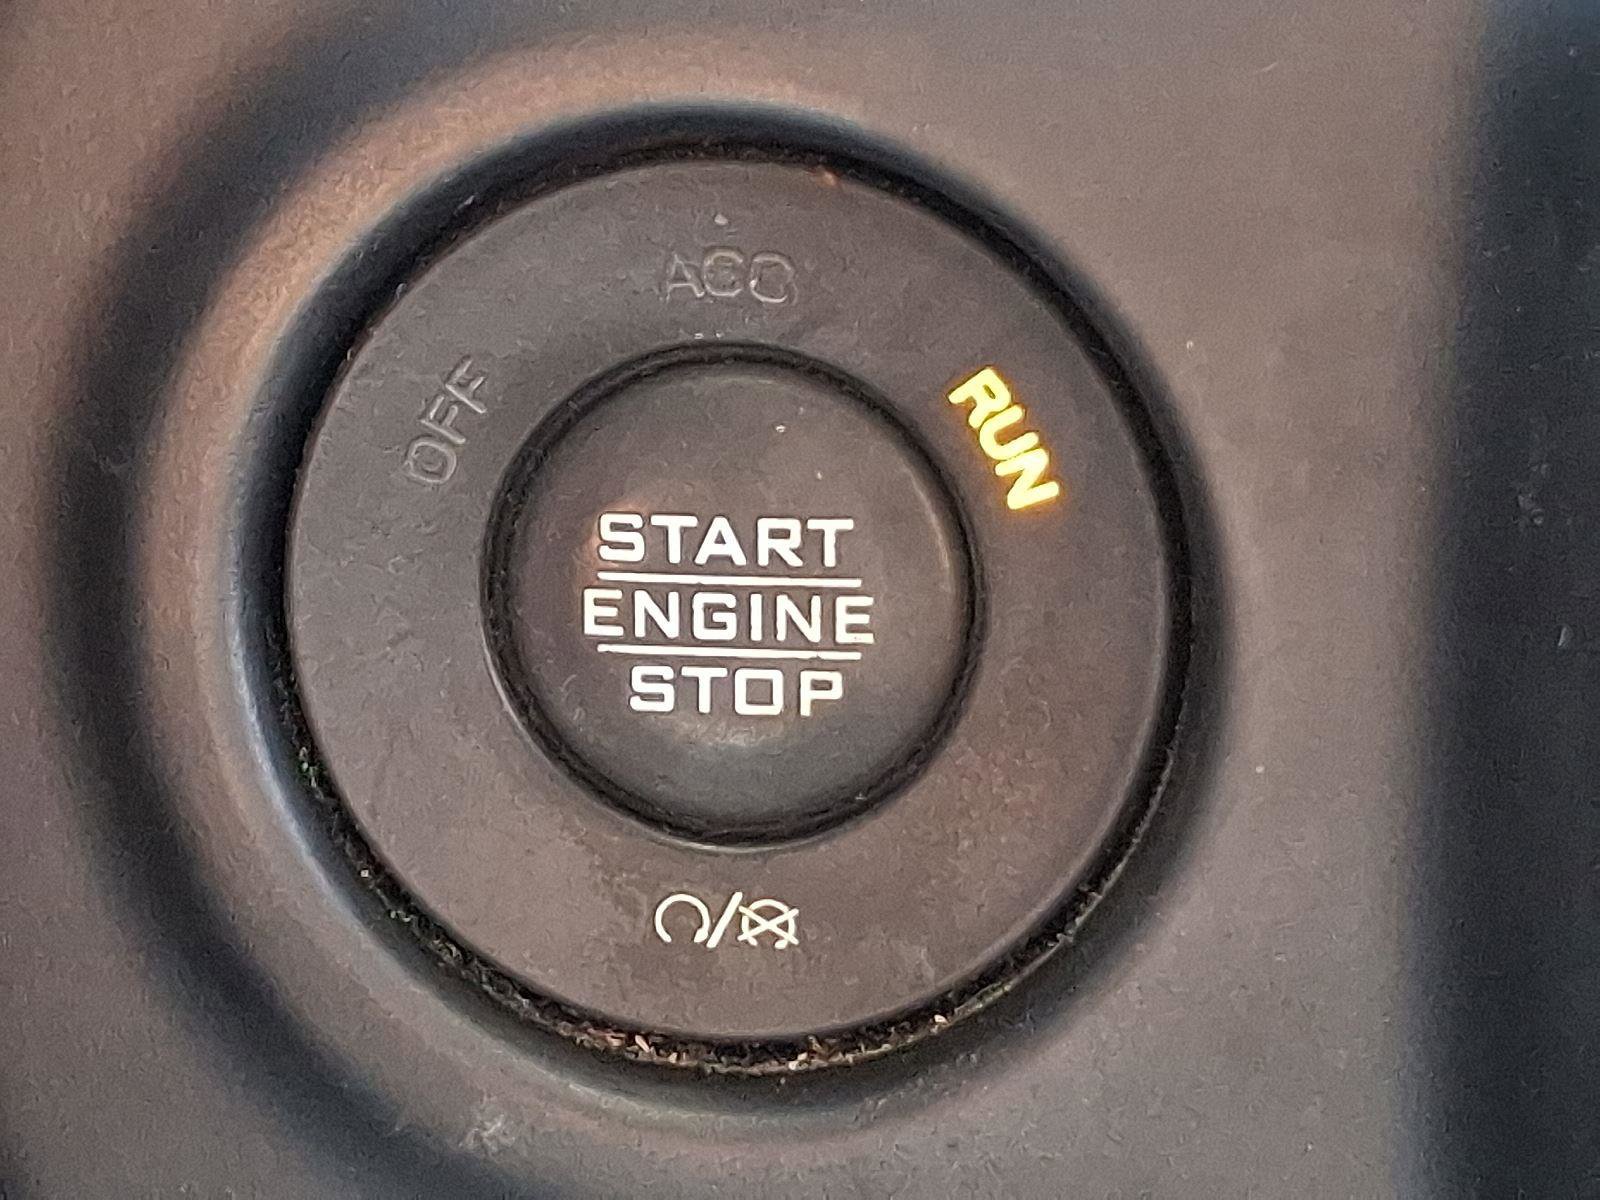 ACC
OFF
RUN
START
ENGINE
STOP